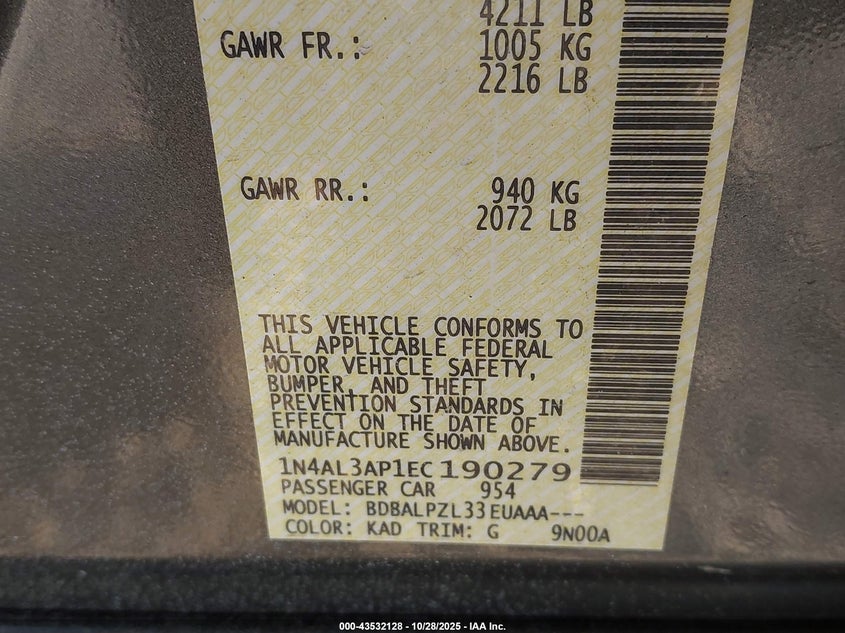 4211 LB
GAWR FR.: 1005 KG
2216 LB
GAWR RR.: 940 KG
2072 LB
THIS VEHICLE CONFORMS TO
ALL APPLICABLE FEDERAL
MOTOR VEHICLE SAFETY,
BUMPER, AND THEFT
PREVENTION STANDARDS IN
EFFECT ON THE DATE OF
MANUFACTURE SHOWN ABOVE.
1N4AL3AP1EC190279
PASSENGER CAR 954
MODEL: BDBALPZL33EUAAA---
COLOR: KAD TRIM: G 9N00A
000-43532128 - 10/28/2025 - IAA Inc.